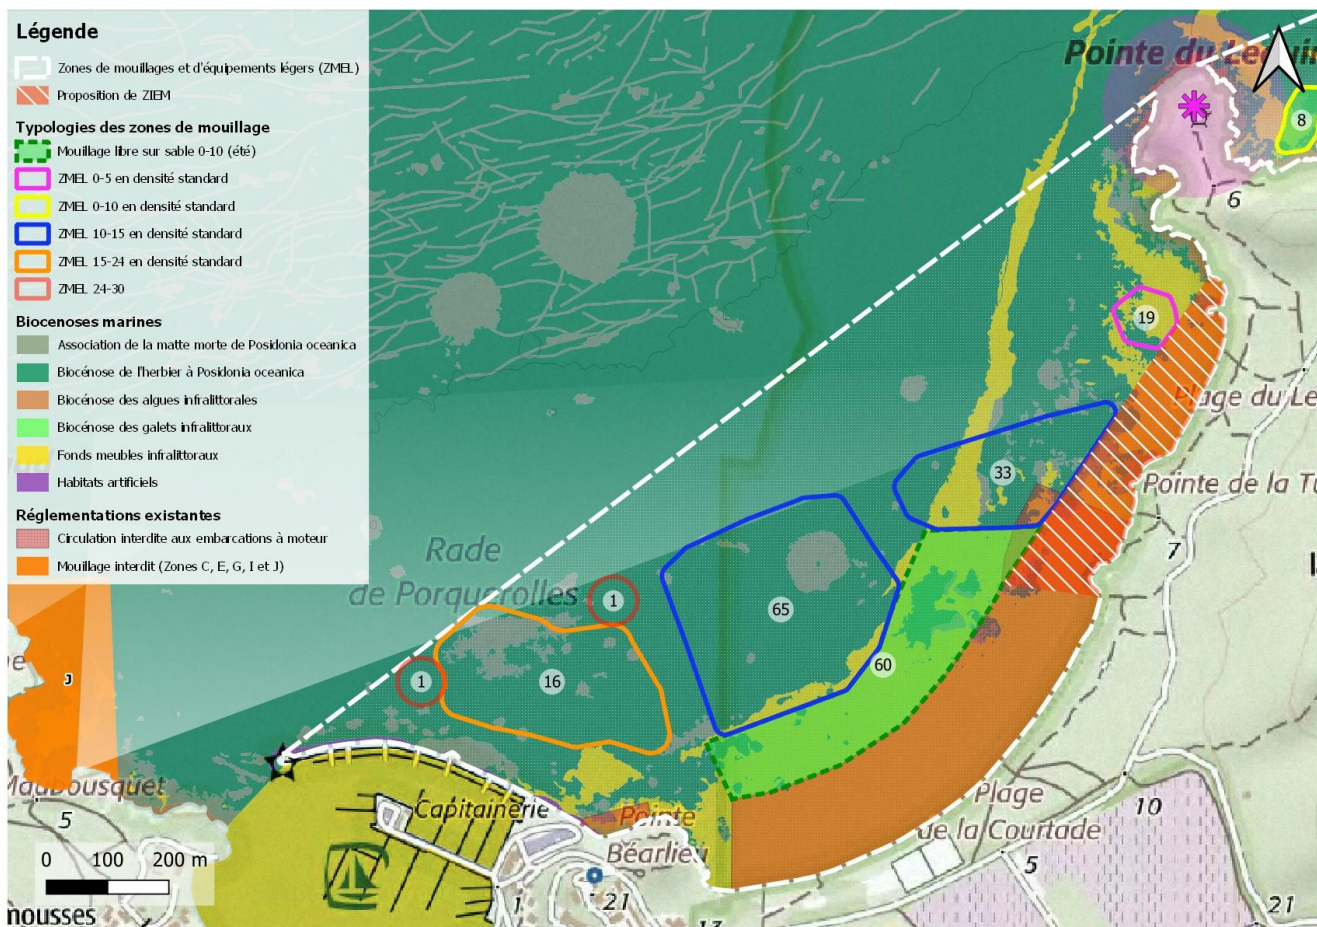 Légende
Zones de mouillages et d'équipements légers (ZMEL)
Proposition de ZIEM
Typologies des zones de mouillage
Mouillage libre sur sable 0-10 (été)
ZMEL 0-5 en densité standard
ZMEL 0-10 en densité standard
ZMEL 10-15 en densité standard
ZMEL 15-24 en densité standard
ZMEL 24-30
Biocenoses marines
Association de la matte morte de Posidonia oceanica
Biocénose de l'herbier à Posidonia oceanica
Biocénose des algues infralittorales
Biocénose des galets infralittoraux
Fonds meubles infralittoraux
Habitats artificiels
Réglementations existantes
Circulation interdite aux embarcations à moteur
Mouillage interdit (Zones C, E, G, I et J)
Pointe du
8
6
19
Plage du
33
Pointe de la
7
Rade
de Porquerolles
1
65
1
16
60
J
Maubousquet
5
Capitainerie
Pointe
Béarlieu
Plage
de la Courtade
10
5
0 100 200 m
1
21
13
21